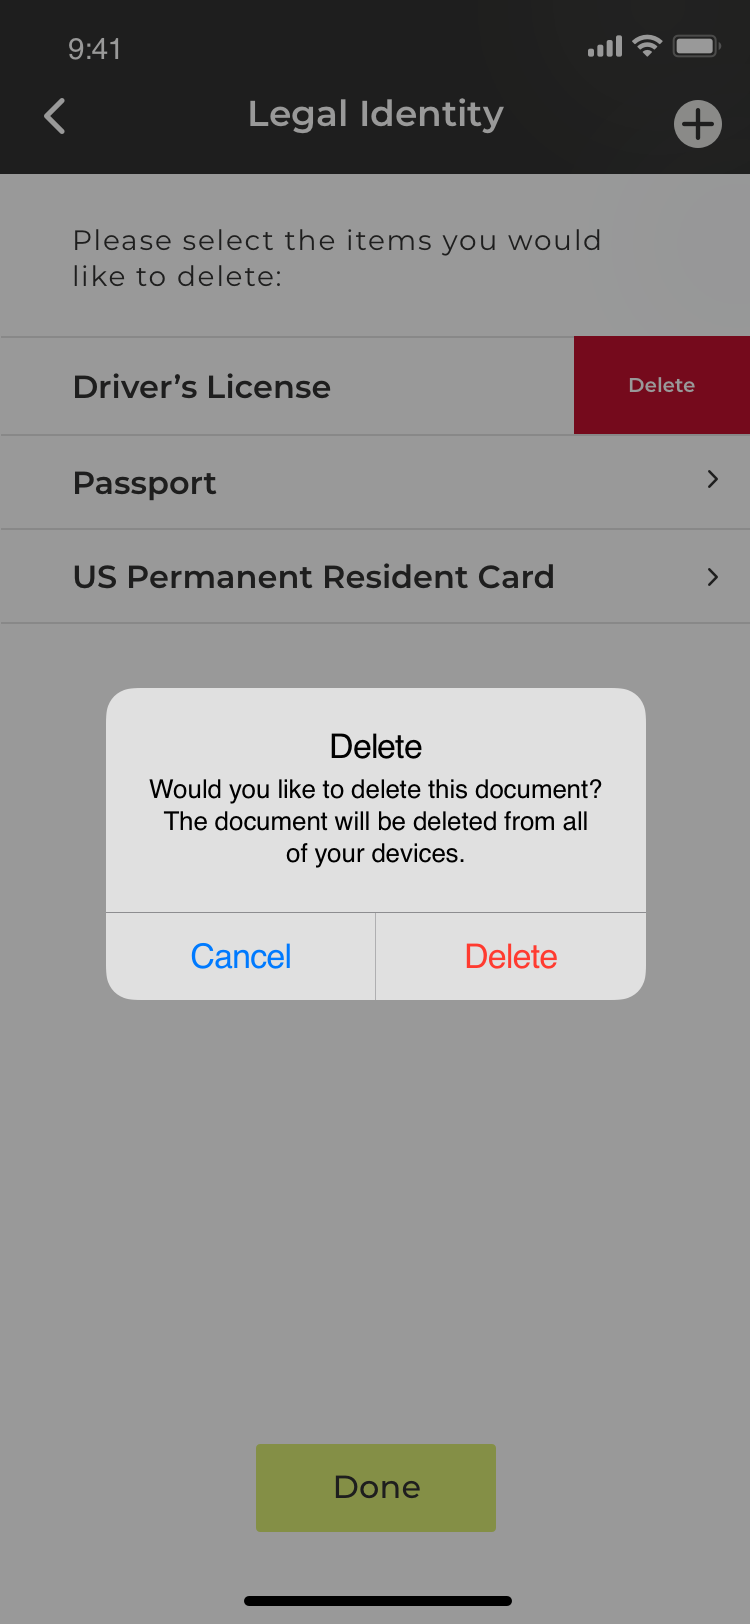 9:41
Legal Identity
Please select the items you would
like to delete:
Driver’s License
Delete
Passport
US Permanent Resident Card
Delete
Would you like to delete this document?
The document will be deleted from all
of your devices.
Cancel
Delete
Done